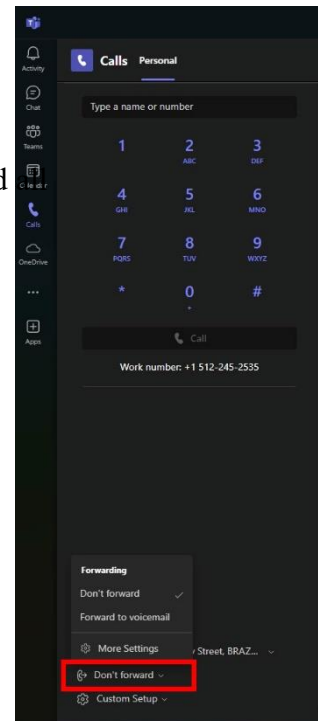 Activity
Chat
Teams
Calls
OneDrive
Apps
Calls Personal
Type a name or number
1 2 3
ABC DEF
4 5 6
GHI JKL MNO
7 8 9
PQRS TUV WXYZ
* 0 #
+
Call
Work number: +1 512-245-2535
Forwarding
Don't forward
Forward to voicemail
More Settings
Street, BRAZ...
Don't forward
Custom Setup